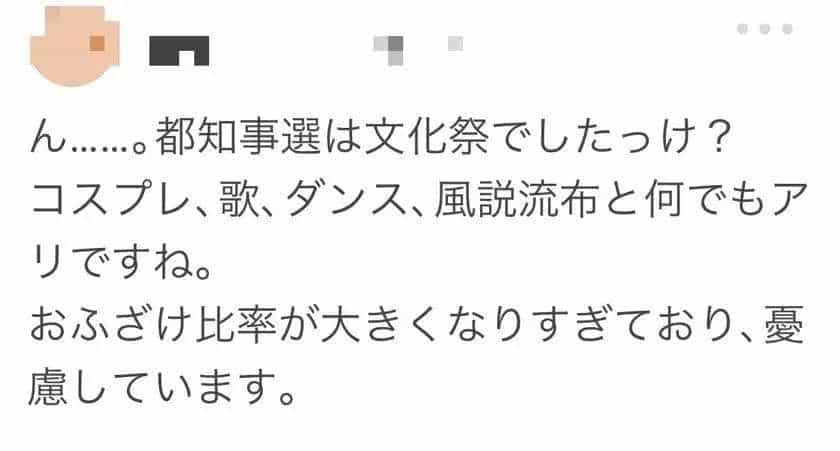 ん……。都知事選は文化祭でしたっけ？
コスプレ、歌、ダンス、風説流布と何でもア
リですね。
おふざけ比率が大きくなりすぎており、憂
慮しています。